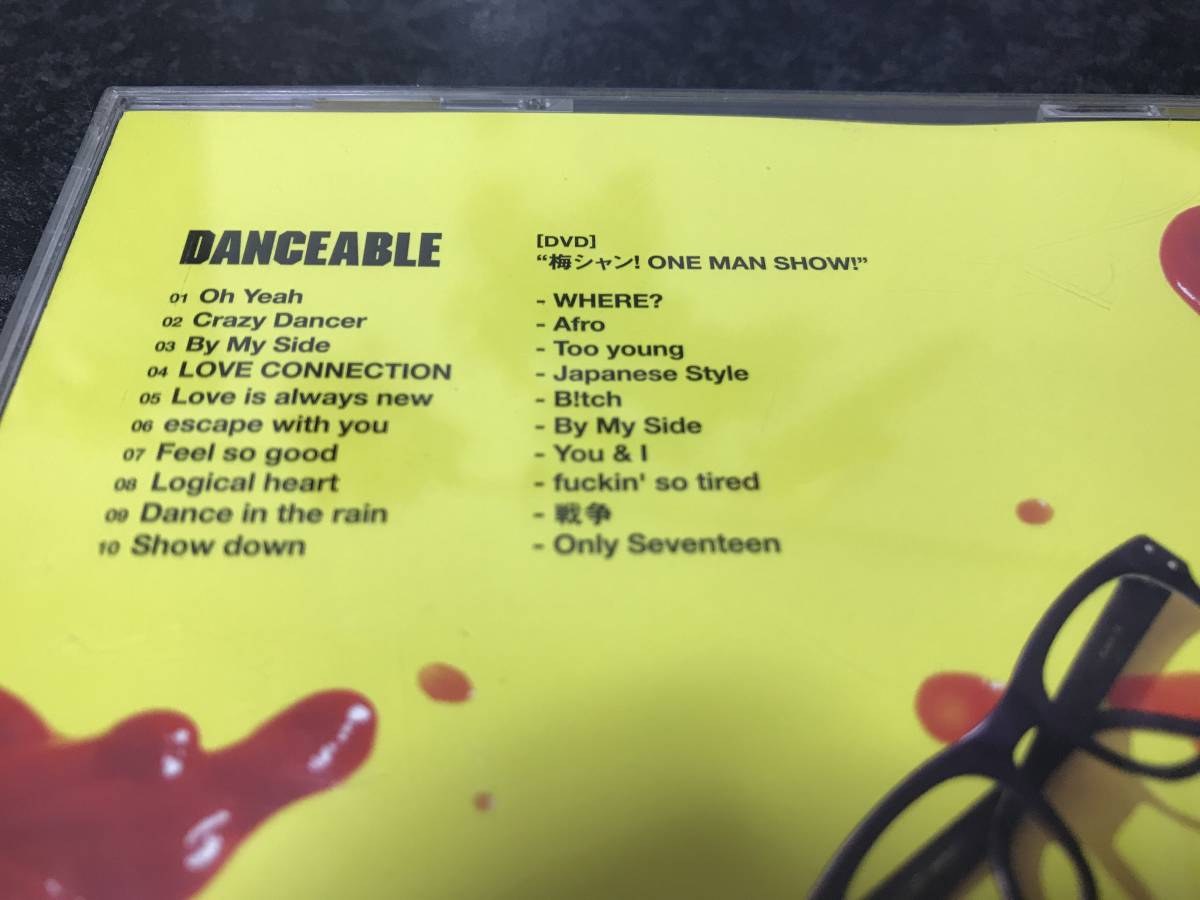 DANCEABLE
01 Oh Yeah
02 Crazy Dancer
03 By My Side
04 LOVE CONNECTION
05 Love is always new
06 escape with you
07 Feel so good
08 Logical heart
09 Dance in the rain
10 Show down
[DVD]
“梅シャン! ONE MAN SHOW!”
- WHERE?
- Afro
- Too young
- Japanese Style
- B!tch
- By My Side
- You & I
- fuckin' so tired
- 戦争
- Only Seventeen